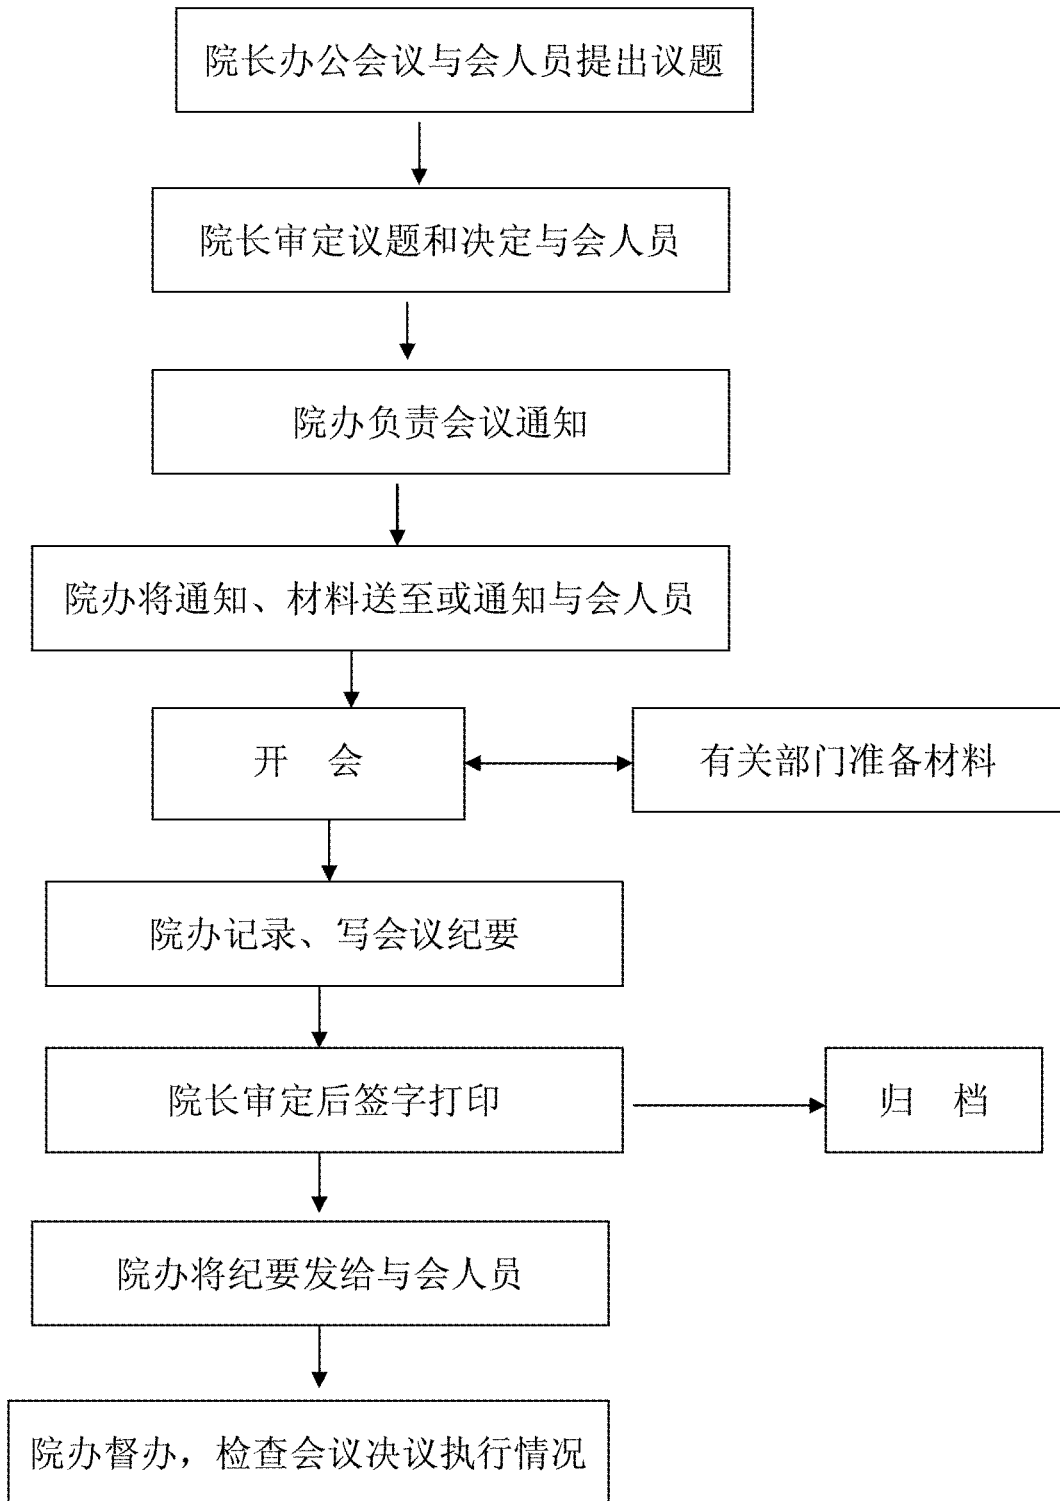 院长办公会议与会人员提出议题
院长审定议题和决定与会人员
院办负责会议通知
院办将通知、材料送至或通知与会人员
开　会
有关部门准备材料
院办记录、写会议纪要
院长审定后签字打印
归　档
院办将纪要发给与会人员
院办督办，检查会议决议执行情况